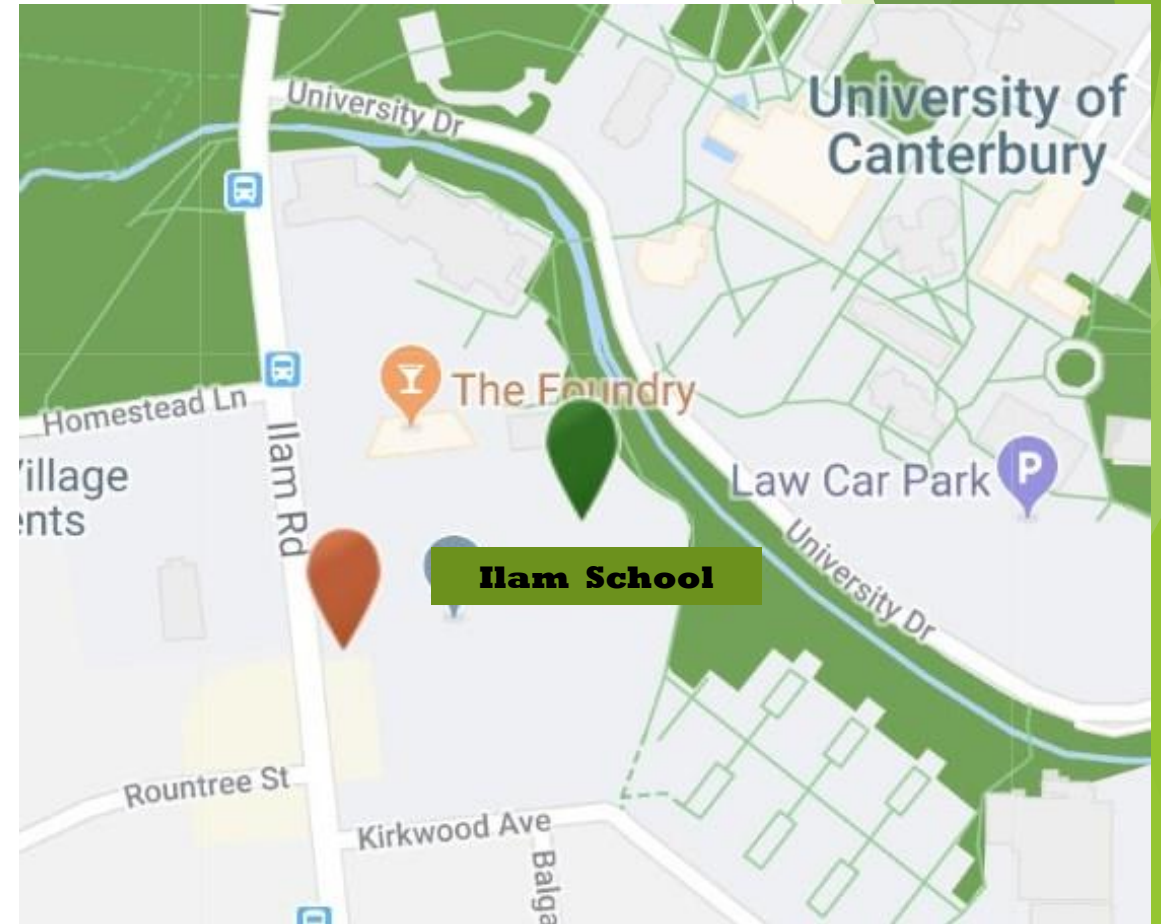 University Dr
University of
Canterbury
The Foundry
Homestead Ln
Ilam Rd
Law Car Park
P
University Dr
Ilam School
Rountree St
Kirkwood Ave